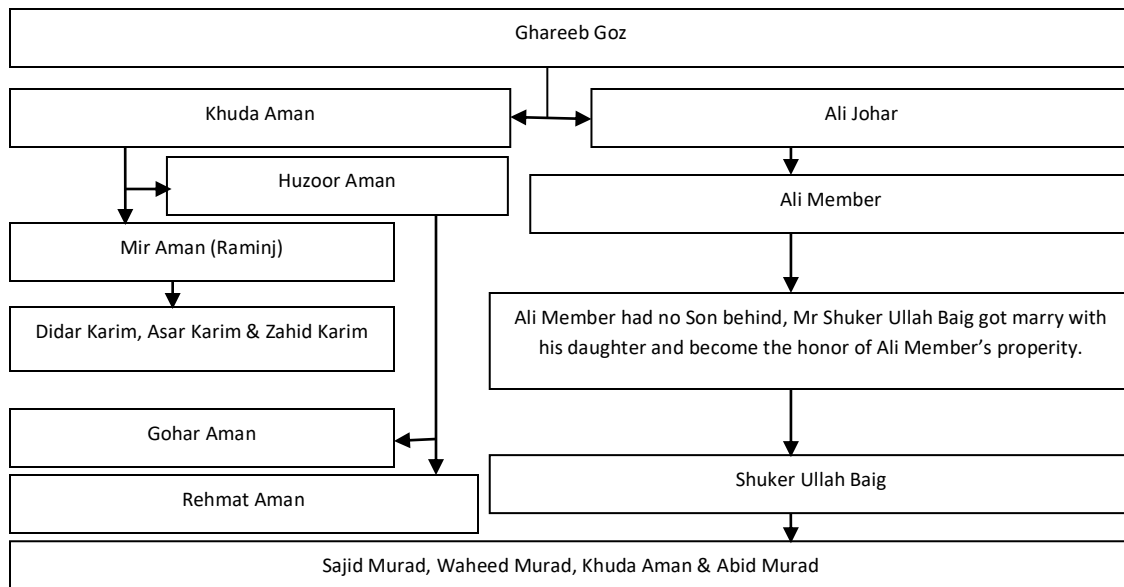 Ghareeb Goz
Khuda Aman
Ali Johar
Huzoor Aman
Ali Member
Mir Aman (Raminj)
Didar Karim, Asar Karim & Zahid Karim
Ali Member had no Son behind, Mr Shuker Ullah Baig got marry with
his daughter and become the honor of Ali Member’s properity.
Gohar Aman
Shuker Ullah Baig
Rehmat Aman
Sajid Murad, Waheed Murad, Khuda Aman & Abid Murad